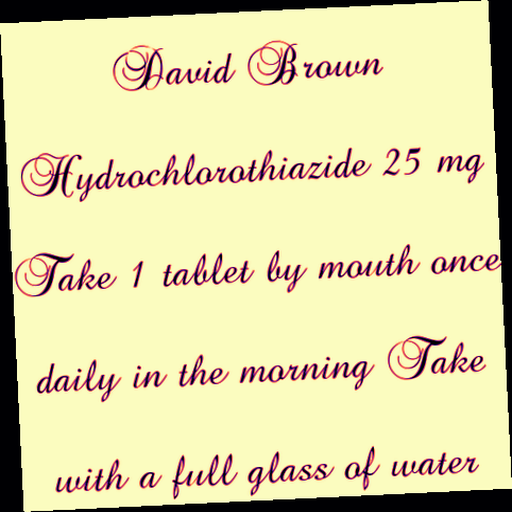 David Brown
Hydrochlorothiazide 25 mg
Take 1 tablet by mouth once
daily in the morning Take
with a full glass of water